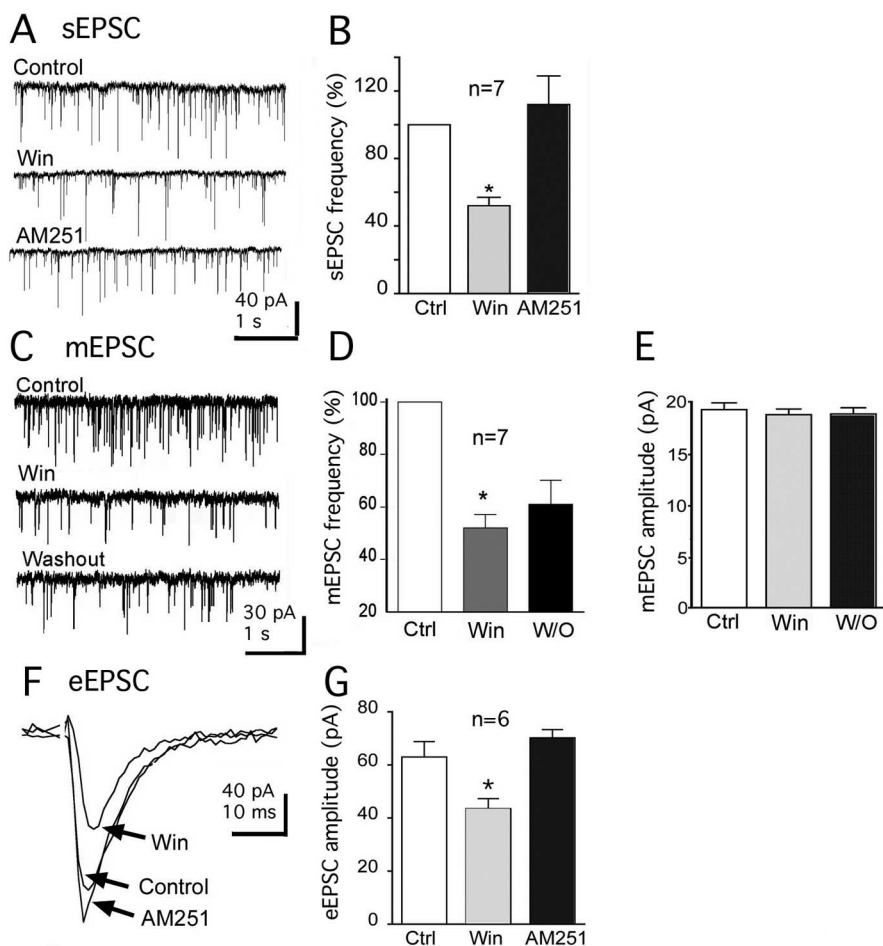 A sEPSC
Control
Win
AM251
40 pA
1 s
B
sEPSC frequency (%)
120
80
40
0
n=7
*
Ctrl Win AM251
C mEPSC
Control
Win
Washout
30 pA
1 s
D
mEPSC frequency (%)
100
80
60
40
20
n=7
*
Ctrl Win W/O
E
mEPSC amplitude (pA)
20
15
10
5
0
Ctrl Win W/O
F eEPSC
40 pA
10 ms
Win
Control
AM251
G
eEPSC amplitude (pA)
80
60
40
20
0
n=6
*
Ctrl Win AM251